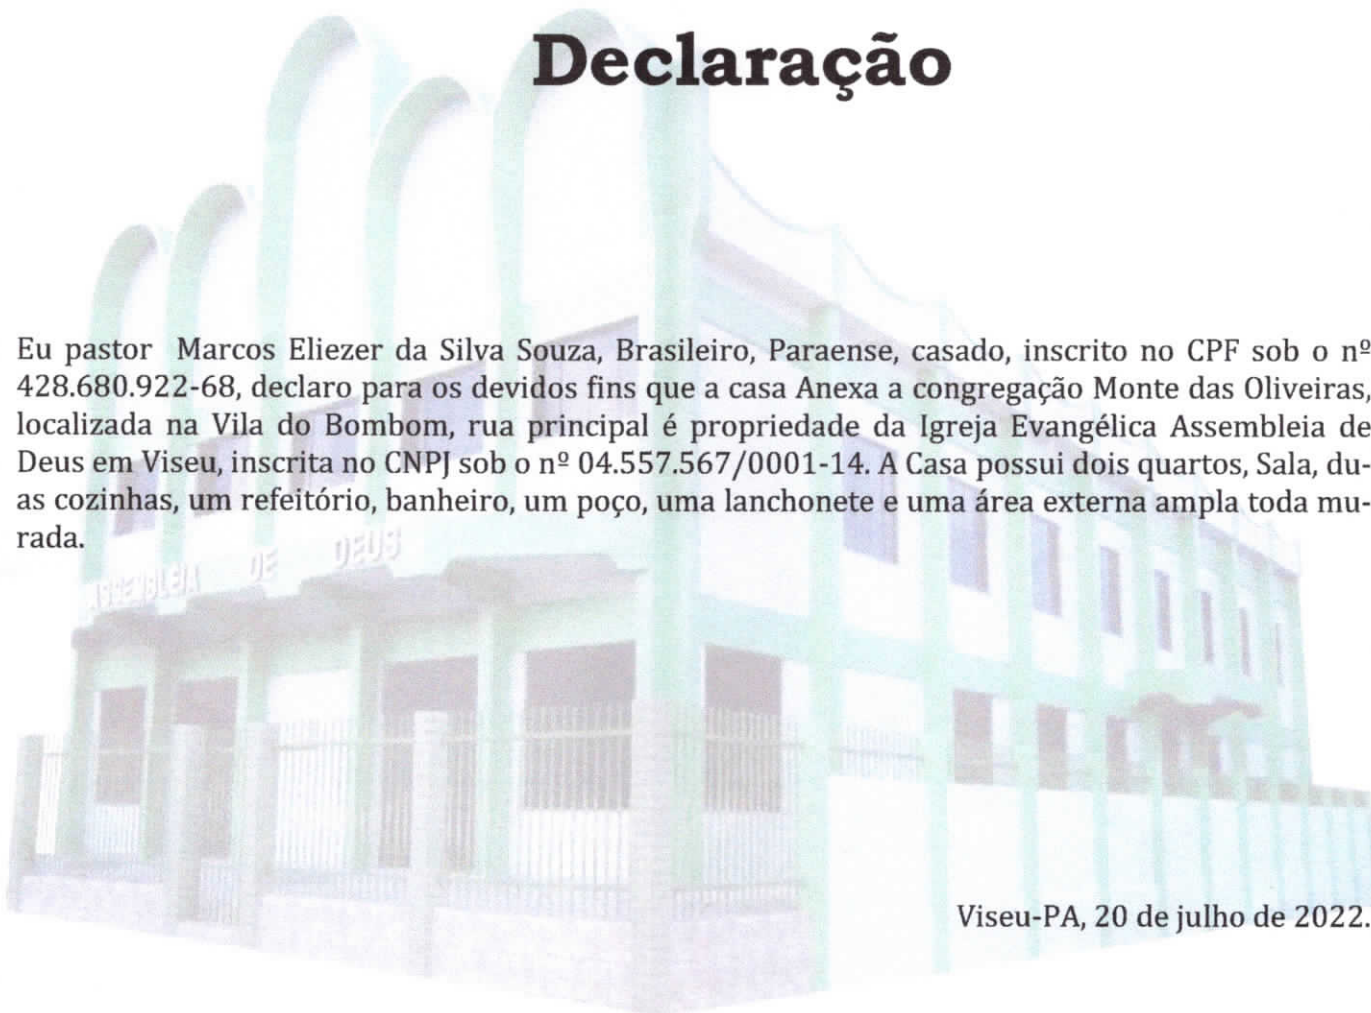 Declaração
Eu pastor Marcos Eliezer da Silva Souza, Brasileiro, Paraense, casado, inscrito no CPF sob o nº
428.680.922-68, declaro para os devidos fins que a casa Anexa a congregação Monte das Oliveiras,
localizada na Vila do Bombom, rua principal é propriedade da Igreja Evangélica Assembleia de
Deus em Viseu, inscrita no CNPJ sob o nº 04.557.567/0001-14. A Casa possui dois quartos, Sala, du-
as cozinhas, um refeitório, banheiro, um poço, uma lanchonete e uma área externa ampla toda mu-
rada.
ASSEMBLEIA DE DEUS
Viseu-PA, 20 de julho de 2022.